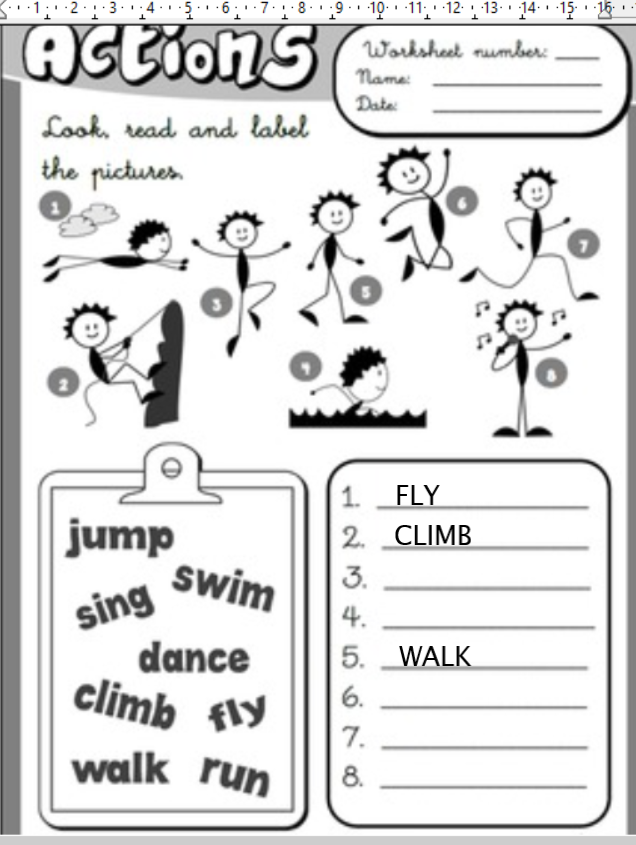 1 2 3 4 5 6 7 8 9 10 11 12 13 14 15 16
ACTIONS
Worksheet number: ____
Name: ____
Date: ____
Look, read and label
the pictures.
1
6
7
3
5
2
4
8
jump
swim
sing
dance
climb
fly
walk
run
1. FLY
2. CLIMB
3.
4.
5. WALK
6.
7.
8.